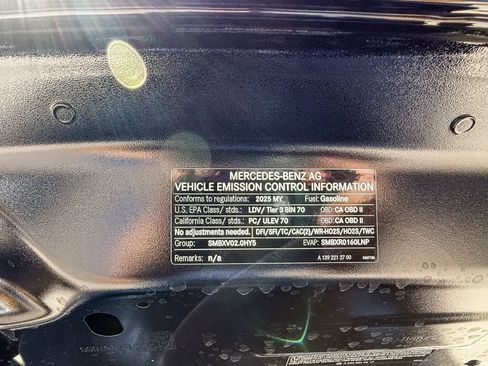 MERCEDES-BENZ AG
VEHICLE EMISSION CONTROL INFORMATION
Conforms to regulations: 2025 MY Fuel: Gasoline
U.S. EPA Class/ stds.: LDV/ Tier 3 BIN 70 OBD: CA OBD II
California Class/ stds.: PC/ ULEV 70 OBD: CA OBD II
No adjustments needed. DFI/SFI/TC/CAC(2)/WR-HO2S/HO2S/TWC
Group: SMBXV02.0HY5 EVAP: SMBXR0160LNP
Remarks: n/a A 139 221 27 00